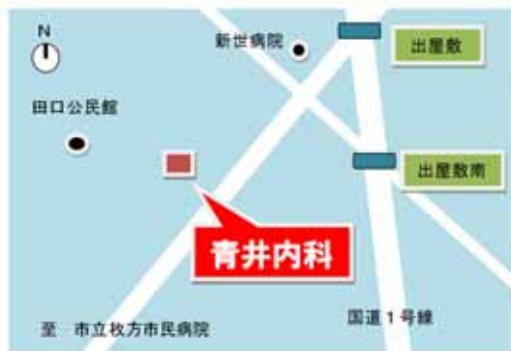 N
新世病院
出屋敷
田口公民館
出屋敷南
青井内科
国道1号線
至 市立枚方市民病院